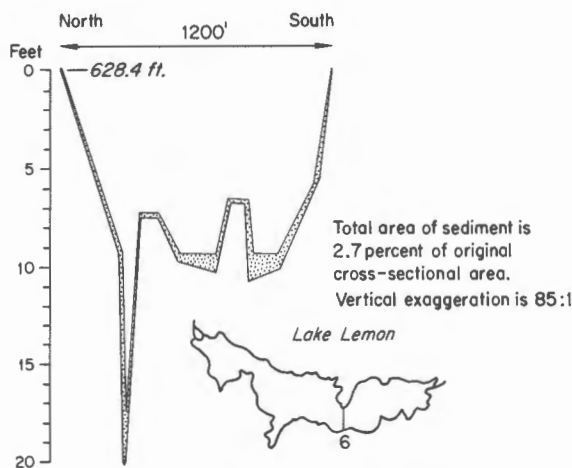 North
South
1200'
Feet
0
628.4 ft.
5
10
15
20
Total area of sediment is
2.7 percent of original
cross-sectional area.
Vertical exaggeration is 85:1
Lake Lemon
6